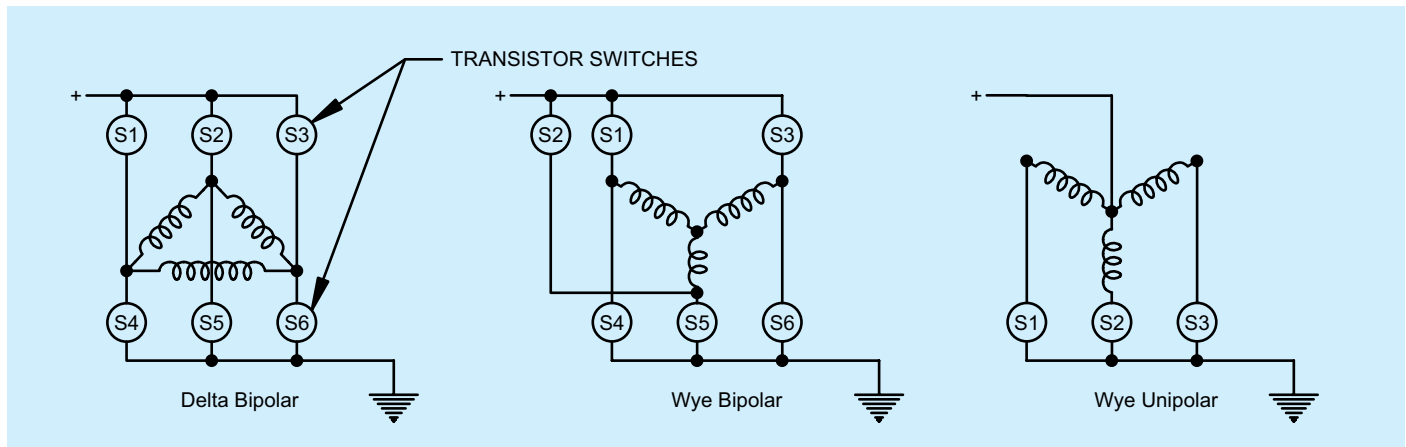 TRANSISTOR SWITCHES
+
S1 S2 S3
S4 S5 S6
Delta Bipolar
+
S2 S1 S3
S4 S5 S6
Wye Bipolar
+
S1 S2 S3
Wye Unipolar